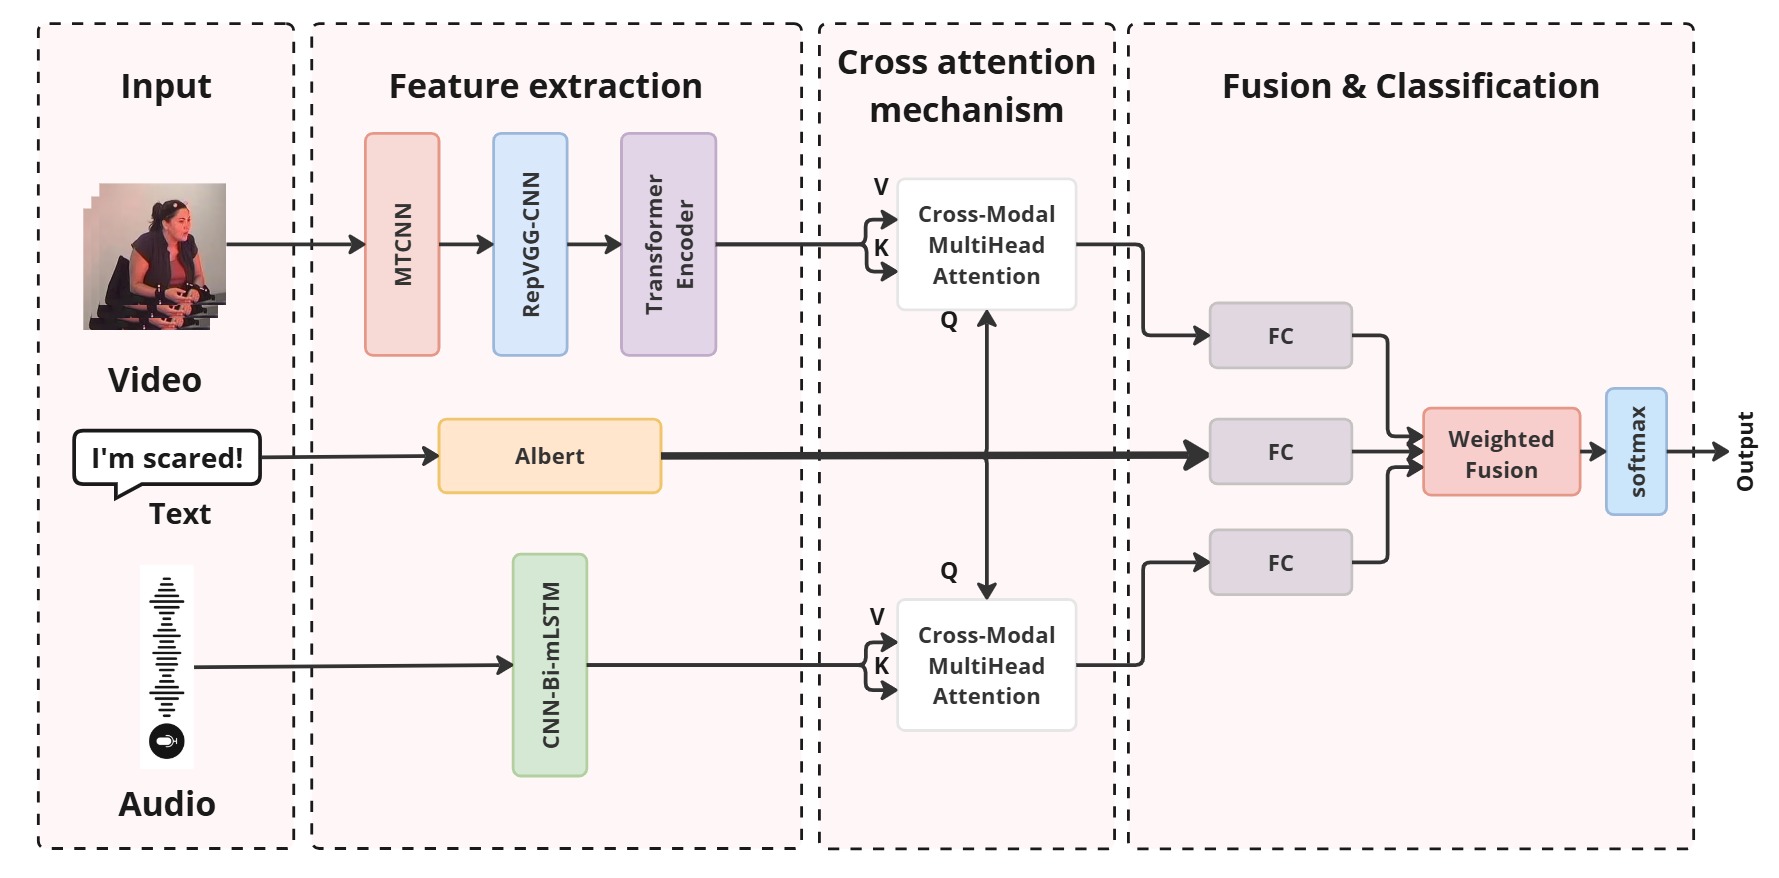 Input
Feature extraction
Cross attention
mechanism
Fusion & Classification
MTCNN
RepVGG-CNN
Transformer
Encoder
V
K
Cross-Modal
MultiHead
Attention
Q
Video
FC
I'm scared!
Text
Albert
FC
Weighted
Fusion
softmax
Output
FC
Audio
CNN-Bi-mLSTM
Q
V
K
Cross-Modal
MultiHead
Attention